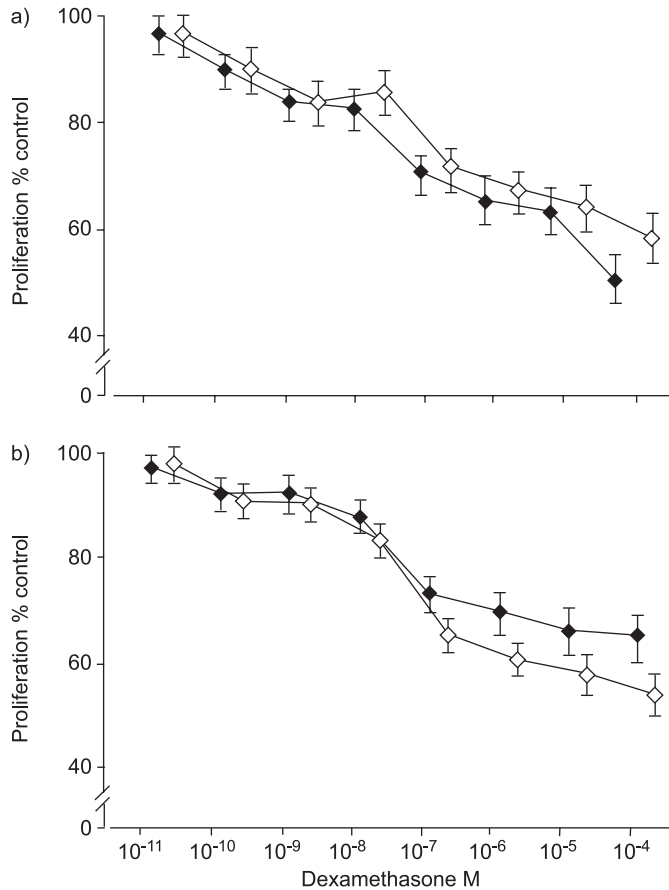 a)
100
80
60
40
0
Proliferation % control
b)
100
80
60
40
0
Proliferation % control
10⁻¹¹ 10⁻¹⁰ 10⁻⁹ 10⁻⁸ 10⁻⁷ 10⁻⁶ 10⁻⁵ 10⁻⁴
Dexamethasone M